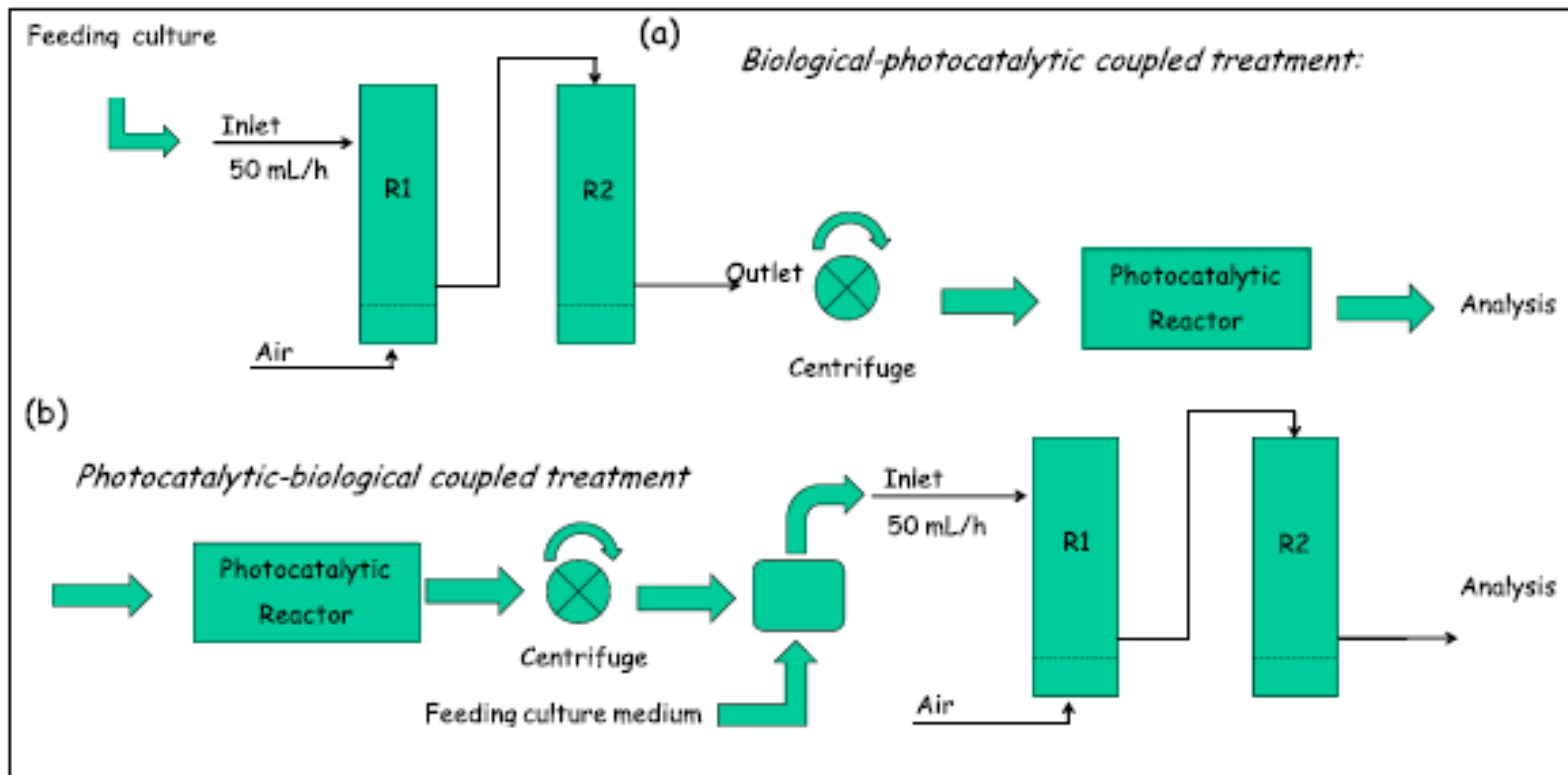 Feeding culture
(a)
Biological-photocatalytic coupled treatment:
Inlet
50 mL/h
R1
R2
Outlet
Air
Centrifuge
Photocatalytic
Reactor
Analysis
(b)
Photocatalytic-biological coupled treatment
Photocatalytic
Reactor
Centrifuge
Feeding culture medium
Inlet
50 mL/h
R1
R2
Air
Analysis